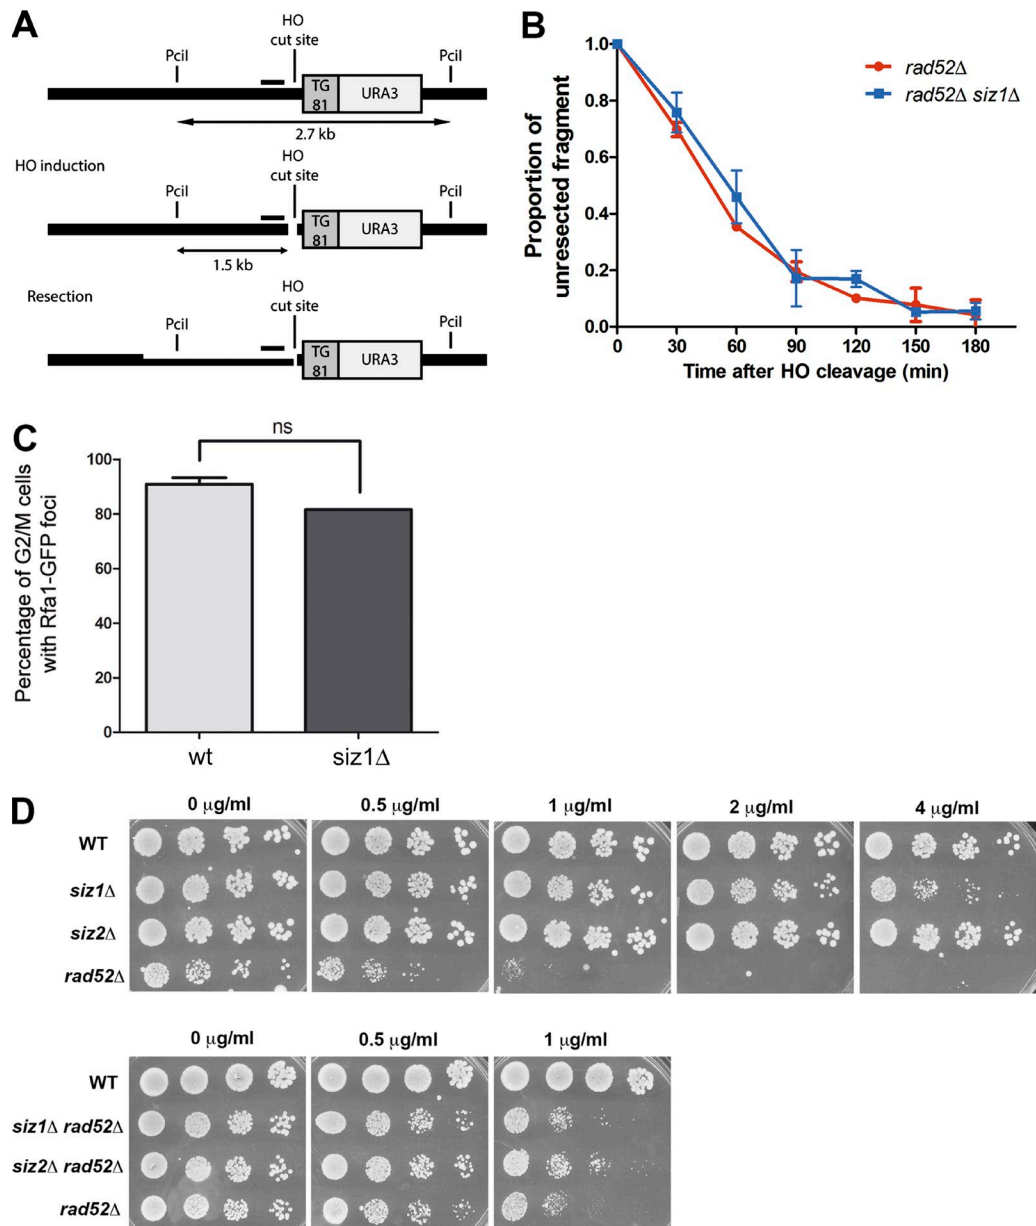 A
HO
cut site
PciI
PciI
TG
81
URA3
2.7 kb
HO induction
HO
cut site
PciI
PciI
TG
81
URA3
1.5 kb
Resection
HO
cut site
PciI
PciI
TG
81
URA3
B
Proportion of
unresected fragment
1.0
0.8
0.6
0.4
0.2
0.0
0 30 60 90 120 150 180
Time after HO cleavage (min)
rad52Δ
rad52Δ siz1Δ
C
ns
Percentage of G2/M cells
with Rfa1-GFP foci
100
80
60
40
20
0
wt siz1Δ
D
0 μg/ml 0.5 μg/ml 1 μg/ml 2 μg/ml 4 μg/ml
WT
siz1Δ
siz2Δ
rad52Δ
0 μg/ml 0.5 μg/ml 1 μg/ml
WT
siz1Δ rad52Δ
siz2Δ rad52Δ
rad52Δ